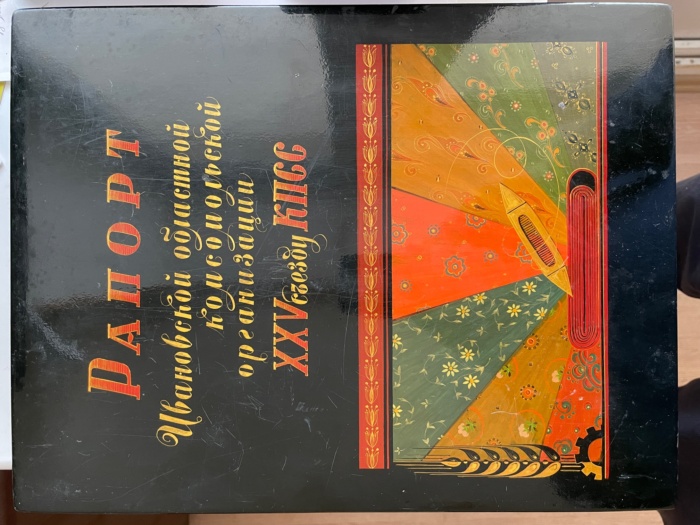 Рапорт
Ивановской областной
комсомольской
организации
XXV съезду КПСС